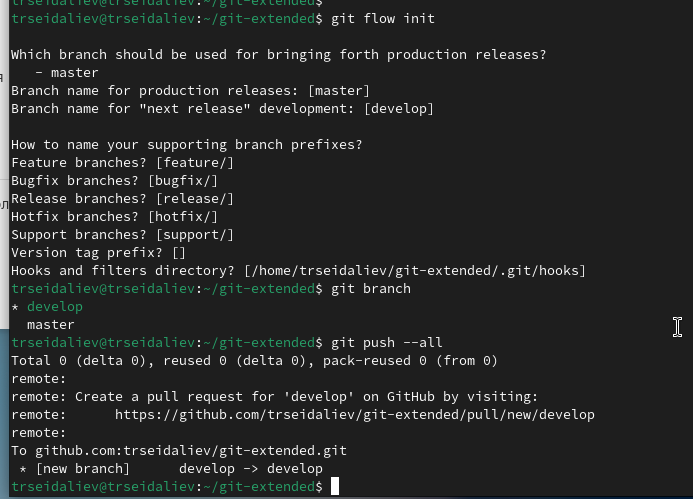 trseidaliev@trseidaliev:~/git-extended$
trseidaliev@trseidaliev:~/git-extended$ git flow init
Which branch should be used for bringing forth production releases?
   - master
Branch name for production releases: [master]
Branch name for "next release" development: [develop]
How to name your supporting branch prefixes?
Feature branches? [feature/]
Bugfix branches? [bugfix/]
Release branches? [release/]
Hotfix branches? [hotfix/]
Support branches? [support/]
Version tag prefix? []
Hooks and filters directory? [/home/trseidaliev/git-extended/.git/hooks]
trseidaliev@trseidaliev:~/git-extended$ git branch
* develop
  master
trseidaliev@trseidaliev:~/git-extended$ git push --all
Total 0 (delta 0), reused 0 (delta 0), pack-reused 0 (from 0)
remote:
remote: Create a pull request for 'develop' on GitHub by visiting:
remote:      https://github.com/trseidaliev/git-extended/pull/new/develop
remote:
To github.com:trseidaliev/git-extended.git
 * [new branch]      develop -> develop
trseidaliev@trseidaliev:~/git-extended$